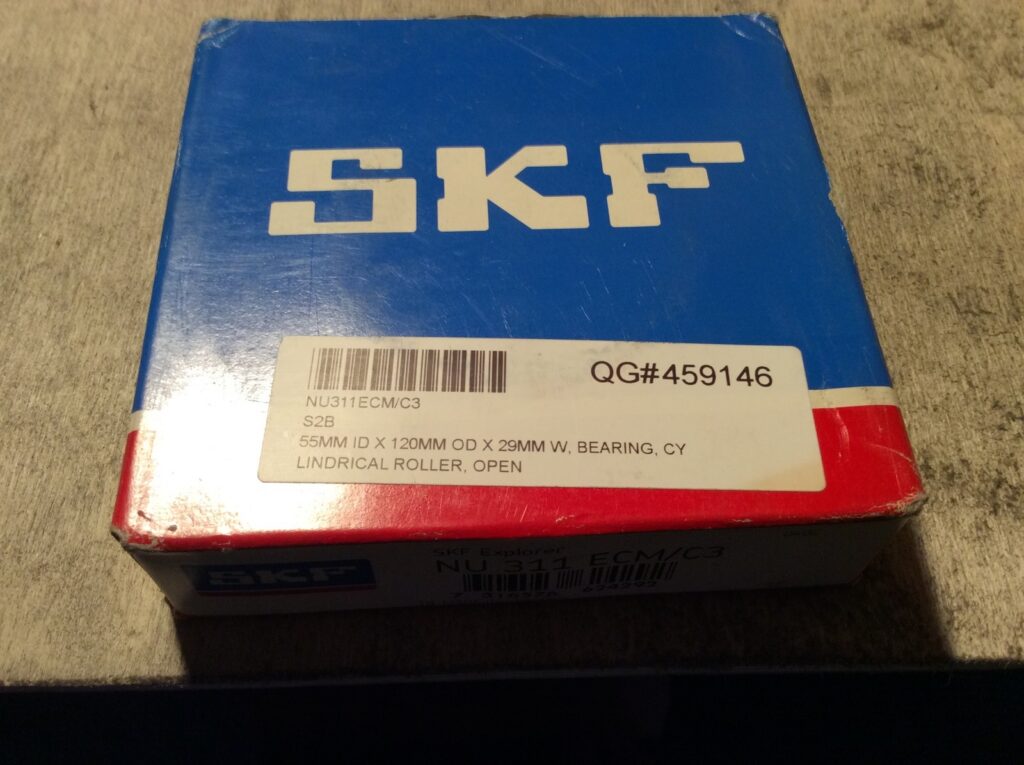 SKF
QG#459146
NU311ECM/C3
S2B
55MM ID X 120MM OD X 29MM W, BEARING, CY
LINDRICAL ROLLER, OPEN
SKF Explorer
SKF
NU 311 ECM/C3